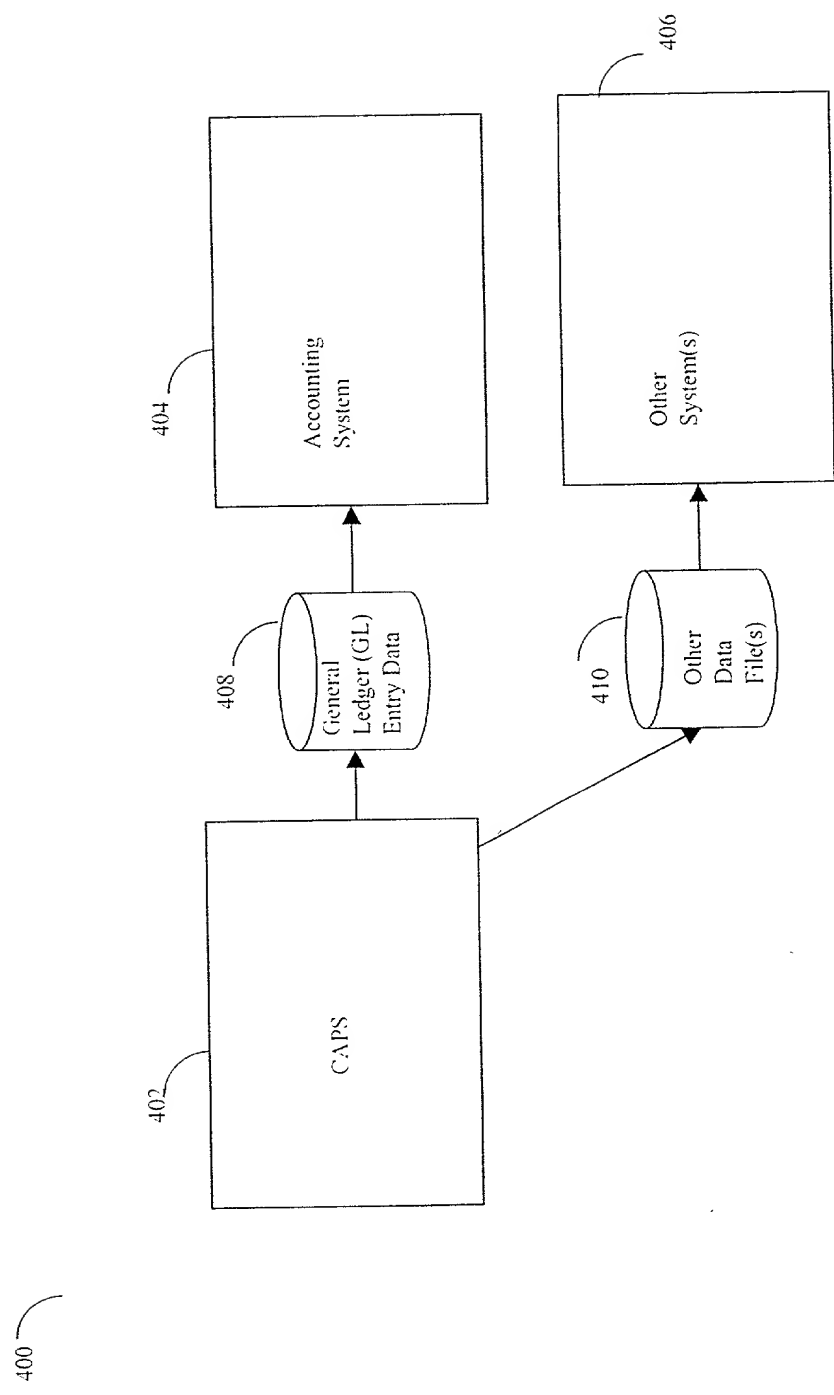 400
402
CAPS
408
General
Ledger (GL)
Entry Data
404
Accounting
System
410
Other
Data
File(s)
406
Other
System(s)